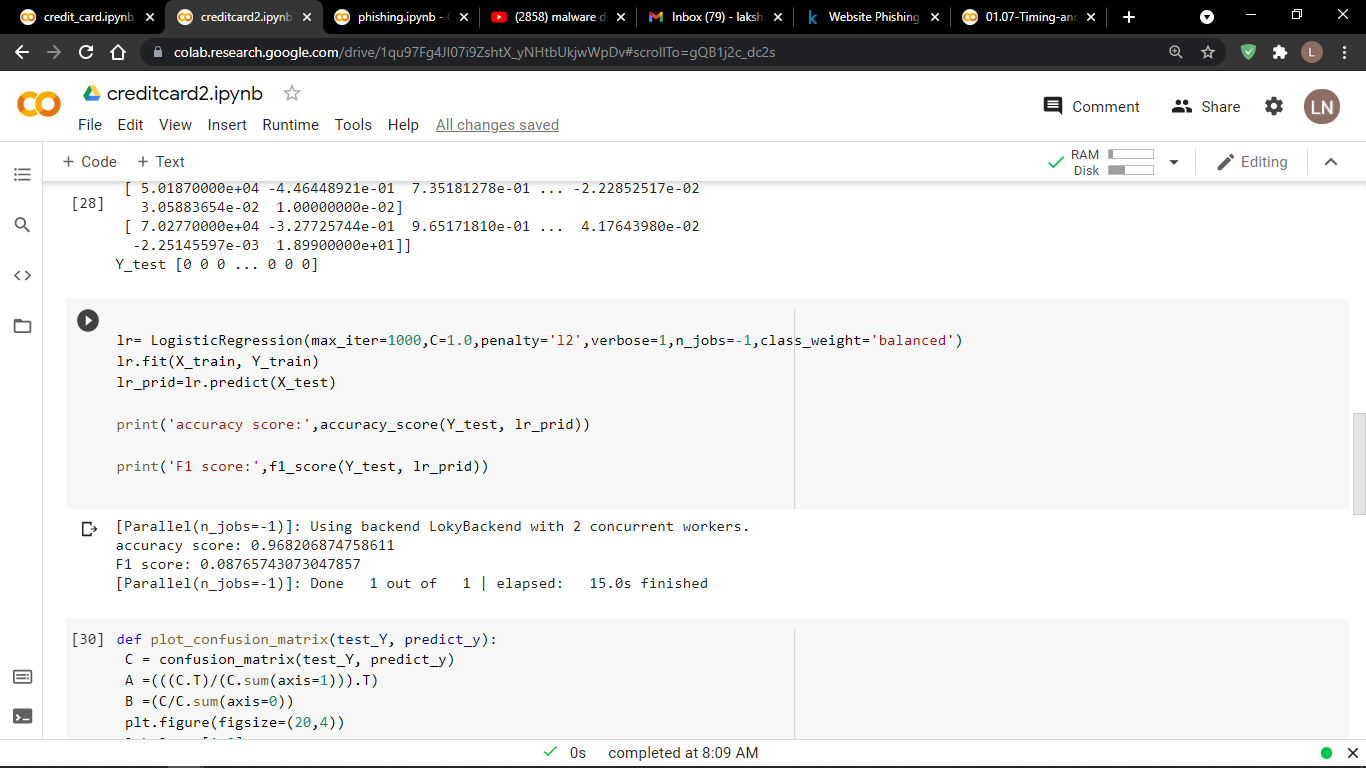 credit_card.ipynb
creditcard2.ipynb
phishing.ipynb -
(2858) malware d
Inbox (79) - laksh
Website Phishing
01.07-Timing-an
colab.research.google.com/drive/1qu97Fg4JI07i9ZshtX_yNHtbUkjwWpDv#scrollTo=gQB1j2c_dc2s
L
creditcard2.ipynb
Comment
Share
LN
File Edit View Insert Runtime Tools Help All changes saved
+ Code + Text
RAM
Disk
Editing
[ 5.01870000e+04 -4.46448921e-01  7.35181278e-01 ... -2.22852517e-02
[28]
3.05883654e-02  1.00000000e-02]
[ 7.02770000e+04 -3.27725744e-01  9.65171810e-01 ...  4.17643980e-02
-2.25145597e-03  1.89900000e+01]]
Y_test [0 0 0 ... 0 0 0]
lr= LogisticRegression(max_iter=1000,C=1.0,penalty='l2',verbose=1,n_jobs=-1,class_weight='balanced')
lr.fit(X_train, Y_train)
lr_prid=lr.predict(X_test)
print('accuracy score:',accuracy_score(Y_test, lr_prid))
print('F1 score:',f1_score(Y_test, lr_prid))
[Parallel(n_jobs=-1)]: Using backend LokyBackend with 2 concurrent workers.
accuracy score: 0.968206874758611
F1 score: 0.08765743073047857
[Parallel(n_jobs=-1)]: Done   1 out of   1 | elapsed:   15.0s finished
[30] def plot_confusion_matrix(test_Y, predict_y):
C = confusion_matrix(test_Y, predict_y)
A =(((C.T)/(C.sum(axis=1))).T)
B =(C/C.sum(axis=0))
plt.figure(figsize=(20,4))
0s completed at 8:09 AM